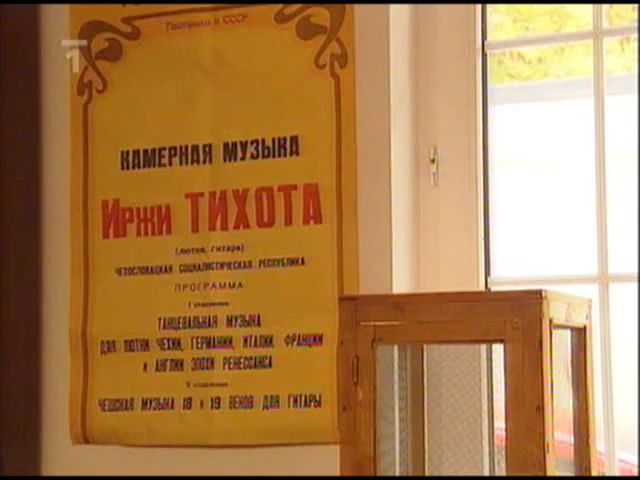 1
Гастроли в СССР
КАМЕРНАЯ МУЗЫКА
Иржи ТИХОТА
(лютня, гитара)
ЧЕХОСЛОВАЦКАЯ СОЦИАЛИСТИЧЕСКАЯ РЕСПУБЛИКА
ПРОГРАММА
I отделение
ТАНЦЕВАЛЬНАЯ МУЗЫКА
ДЛЯ ЛЮТНИ ЧЕХИИ, ГЕРМАНИИ, ИТАЛИИ, ФРАНЦИИ
И АНГЛИИ ЭПОХИ РЕНЕССАНСА
II отделение
ЧЕШСКАЯ МУЗЫКА 18 и 19 ВЕКОВ ДЛЯ ГИТАРЫ